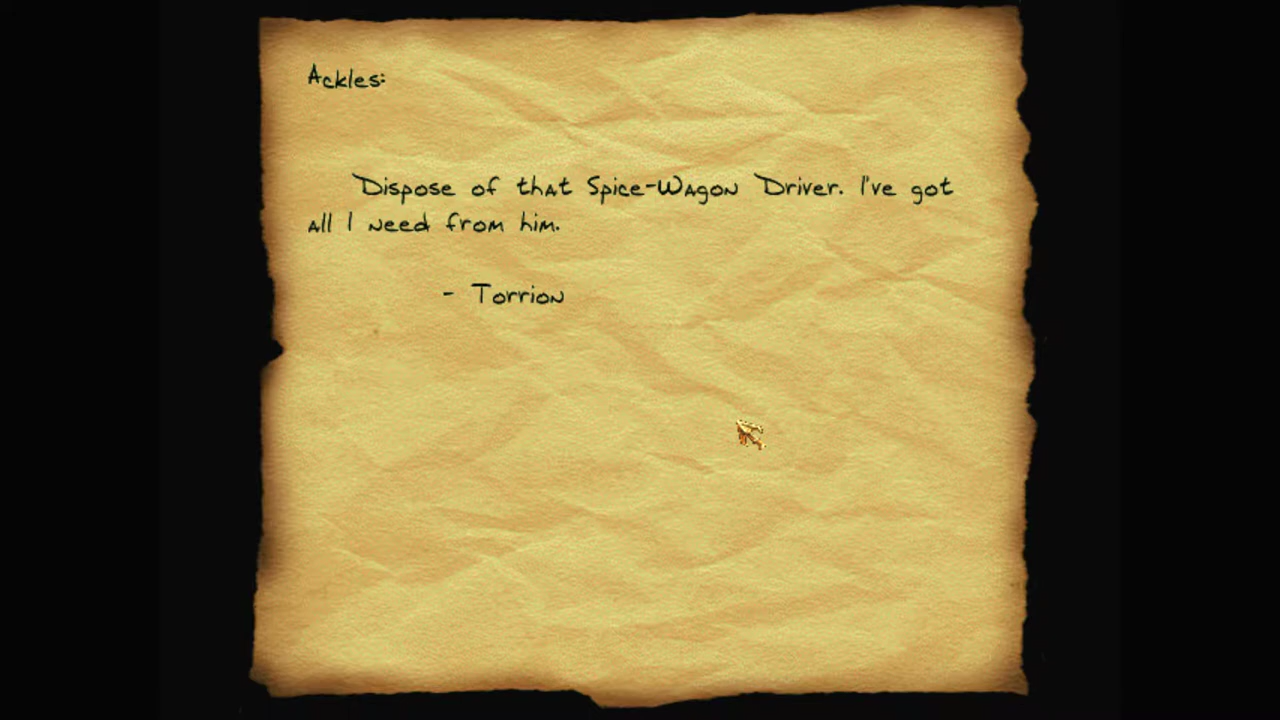 Ackles:
Dispose of that Spice-Wagon Driver. I've got
all I need from him.
- Torrion